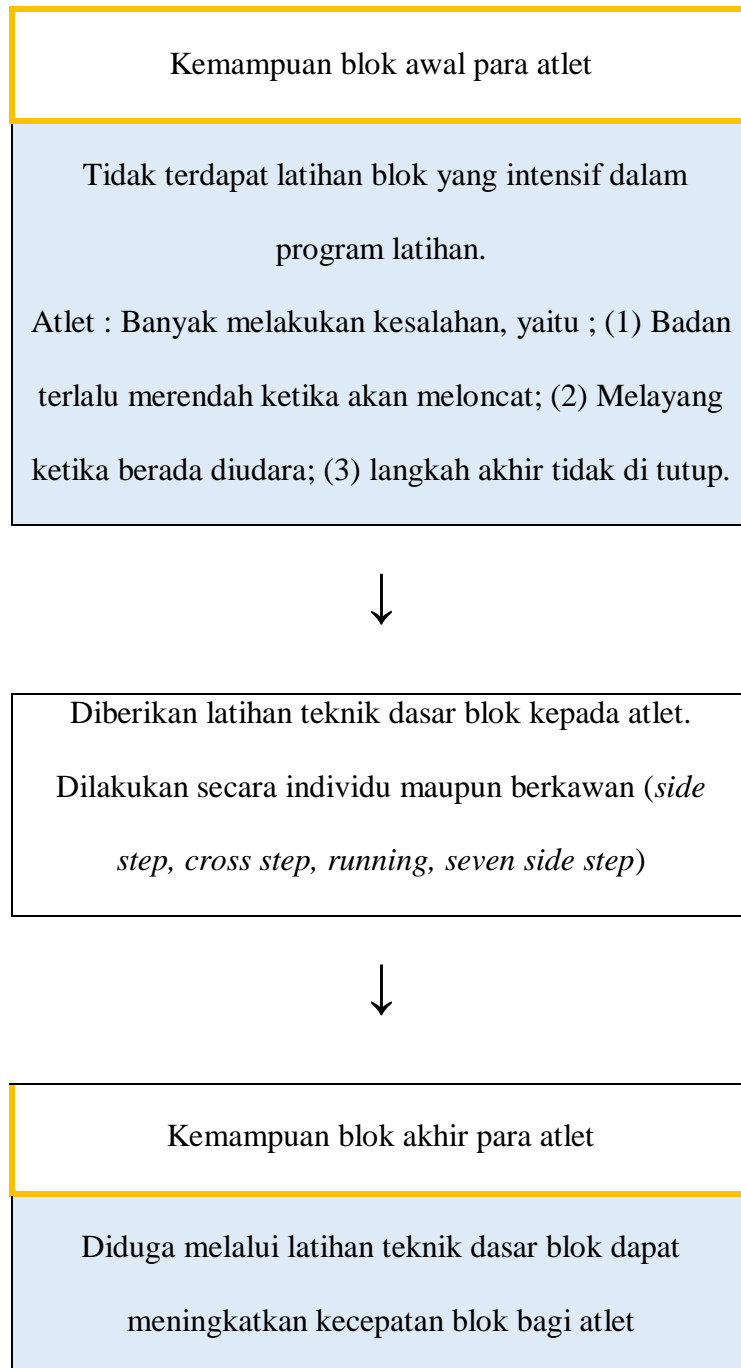 Kemampuan blok awal para atlet
Tidak terdapat latihan blok yang intensif dalam
program latihan.
Atlet : Banyak melakukan kesalahan, yaitu ; (1) Badan
terlalu merendah ketika akan meloncat; (2) Melayang
ketika berada diudara; (3) langkah akhir tidak di tutup.
↓
Diberikan latihan teknik dasar blok kepada atlet.
Dilakukan secara individu maupun berkawan (side
step, cross step, running, seven side step)
↓
Kemampuan blok akhir para atlet
Diduga melalui latihan teknik dasar blok dapat
meningkatkan kecepatan blok bagi atlet